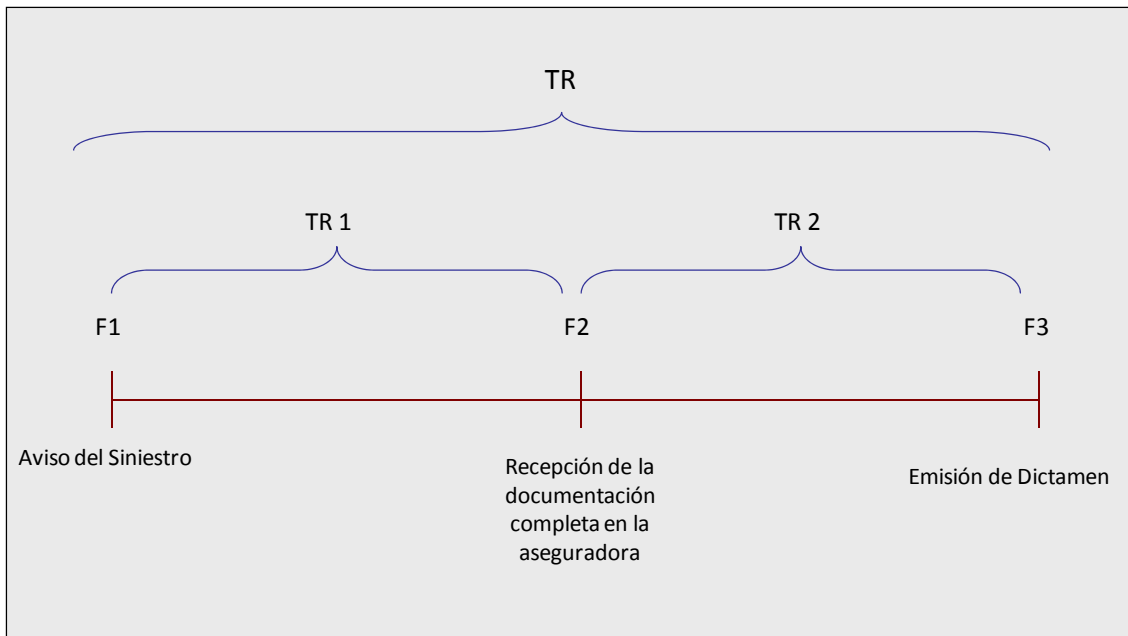 TR
TR 1
TR 2
F1
F2
F3
Aviso del Siniestro
Recepción de la
documentación
completa en la
aseguradora
Emisión de Dictamen